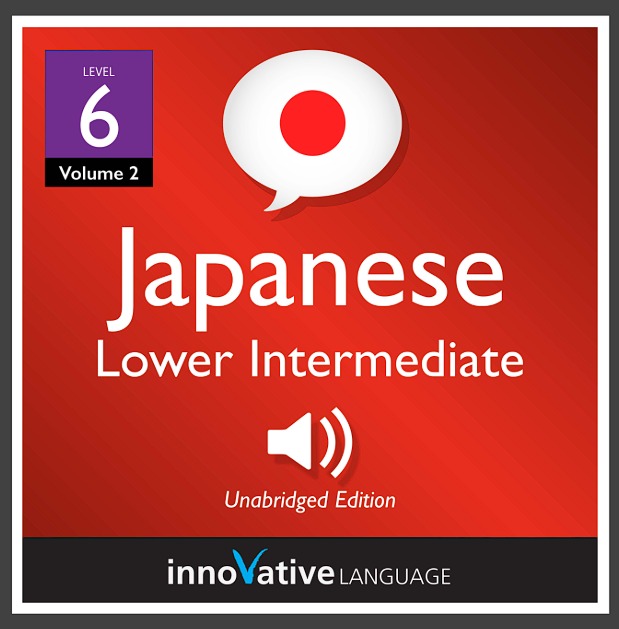 LEVEL
6
Volume 2
Japanese
Lower Intermediate
Unabridged Edition
innoVative LANGUAGE